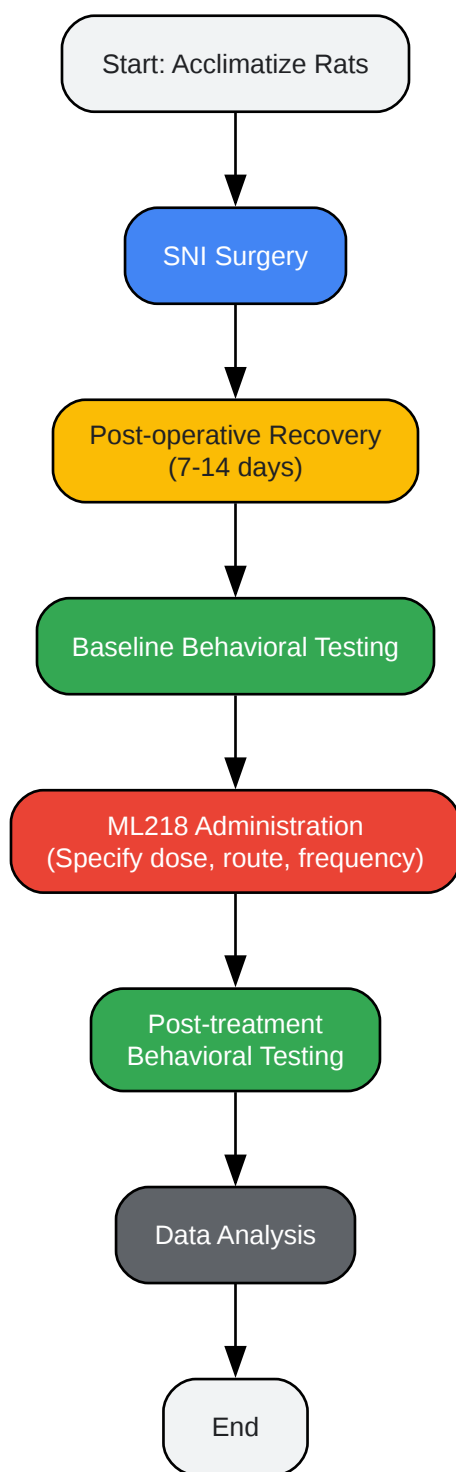 Start: Acclimatize Rats
SNI Surgery
Post-operative Recovery
(7-14 days)
Baseline Behavioral Testing
ML218 Administration
(Specify dose, route, frequency)
Post-treatment
Behavioral Testing
Data Analysis
End